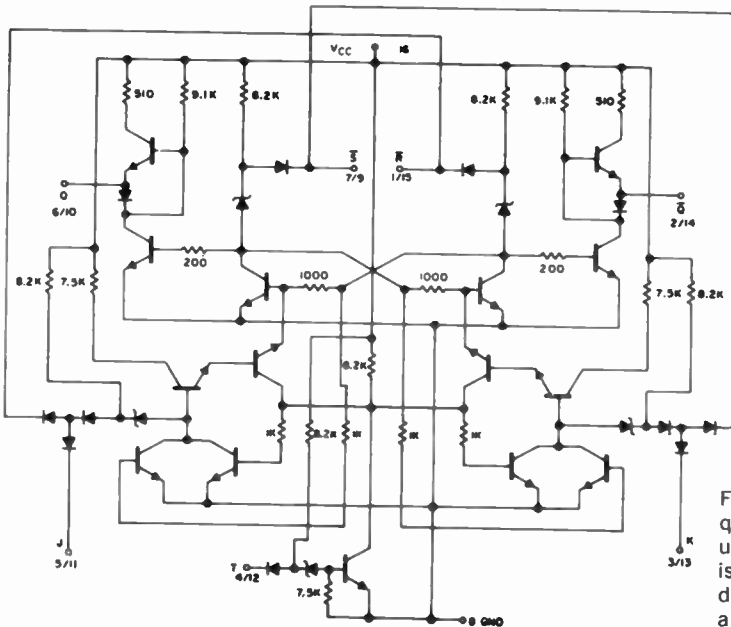 VCC 16
510 9.1K 8.2K 8.2K 9.1K 510
S̅ R̅
7/9 1/15
Q Q̅
6/10 2/14
200 1000 1000 200
8.2K 7.5K 7.5K 8.2K
8.2K
1K 8.2K 1K 1K 1K
J K
5/11 3/13
T
4/12
7.5K
8 GND
F
q
u
is
d
a